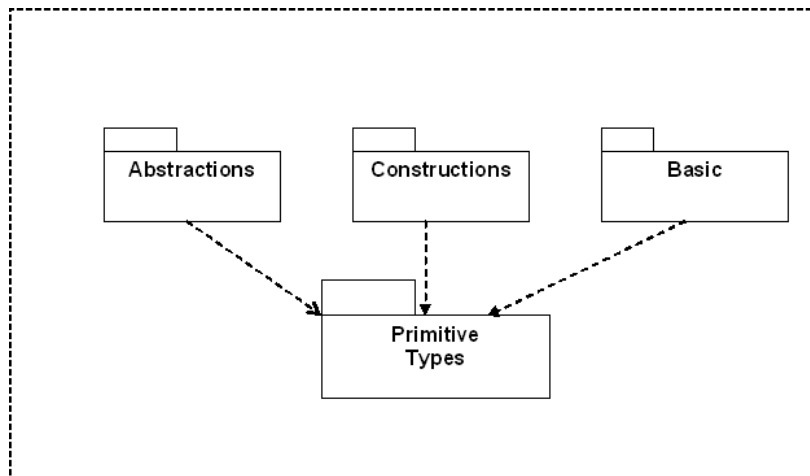 Abstractions
Constructions
Basic
Primitive
Types